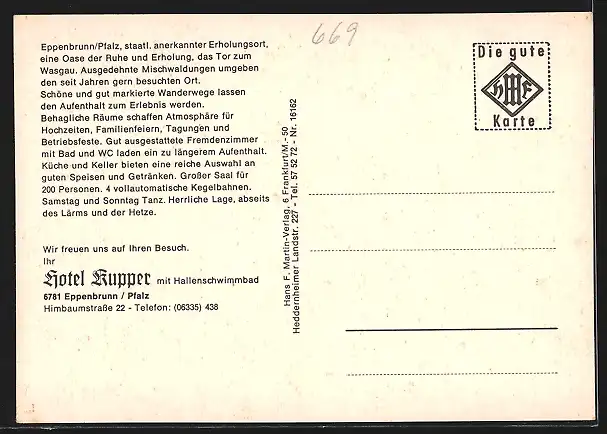 669
Eppenbrunn/Pfalz, staatl. anerkannter Erholungsort,
eine Oase der Ruhe und Erholung, das Tor zum
Wasgau. Ausgedehnte Mischwaldungen umgeben
den seit Jahren gern besuchten Ort.
Schöne und gut markierte Wanderwege lassen
den Aufenthalt zum Erlebnis werden.
Behagliche Räume schaffen Atmosphäre für
Hochzeiten, Familienfeiern, Tagungen und
Betriebsfeste. Gut ausgestattete Fremdenzimmer
mit Bad und WC laden ein zu längerem Aufenthalt.
Küche und Keller bieten eine reiche Auswahl an
guten Speisen und Getränken. Großer Saal für
200 Personen. 4 vollautomatische Kegelbahnen.
Samstag und Sonntag Tanz. Herrliche Lage, abseits
des Lärms und der Hetze.
Wir freuen uns auf Ihren Besuch.
Ihr
Hotel Kupper mit Hallenschwimmbad
6781 Eppenbrunn / Pfalz
Himbaumstraße 22 - Telefon: (06335) 438
Hans F. Martin-Verlag, 6 Frankfurt/M.- 50
Heddernheimer Landstr. 227 - Tel. 57 52 72 - Nr. 16162
Die gute
HMF
Karte